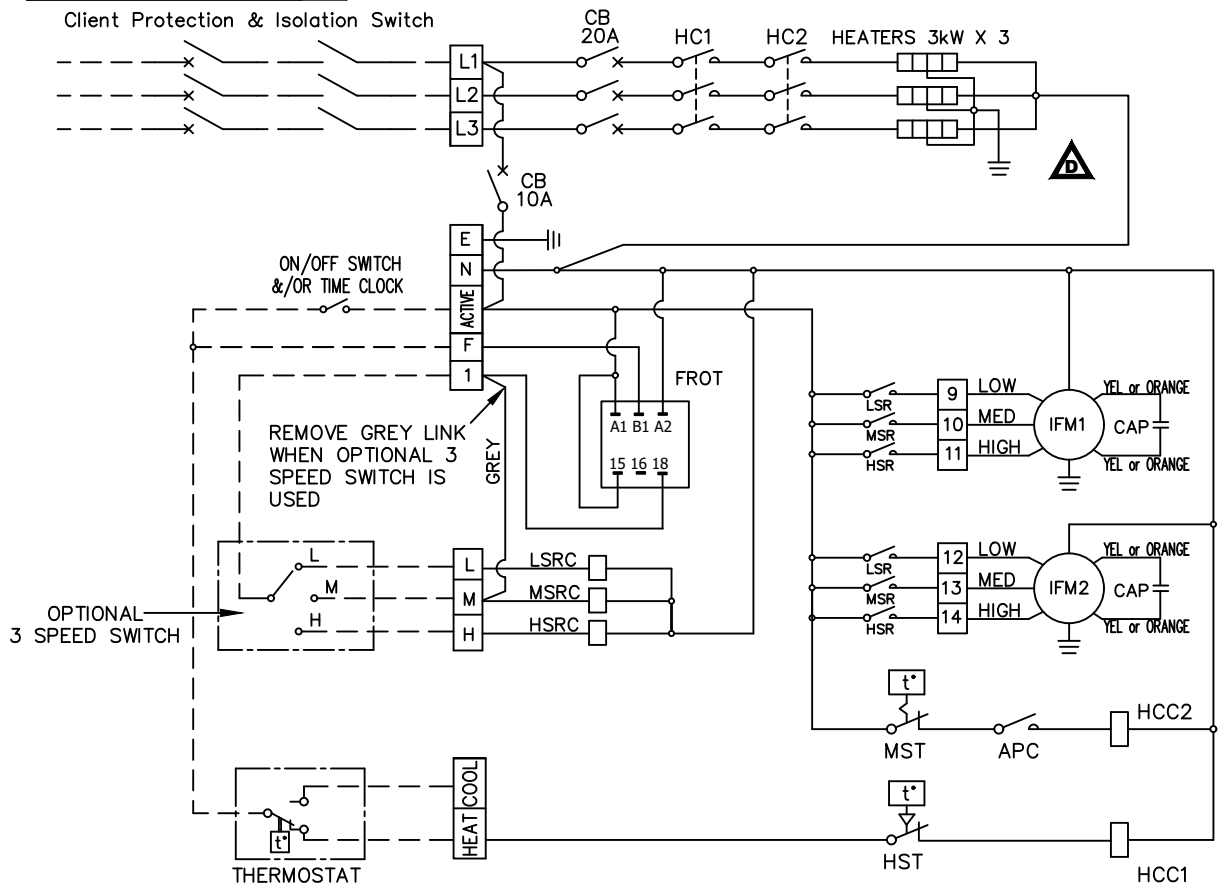 Client Protection & Isolation Switch
CB
20A
HC1
HC2
HEATERS 3kW X 3
L1
L2
L3
D
CB
10A
E
N
ACTIVE
F
1
ON/OFF SWITCH
&/OR TIME CLOCK
FROT
A1 B1 A2
15 16 18
REMOVE GREY LINK
WHEN OPTIONAL 3
SPEED SWITCH IS
USED
GREY
LSR
MSR
HSR
9
10
11
LOW
MED
HIGH
IFM1
YEL or ORANGE
CAP
YEL or ORANGE
LSR
MSR
HSR
12
13
14
LOW
MED
HIGH
IFM2
YEL or ORANGE
CAP
YEL or ORANGE
L
M
H
OPTIONAL
3 SPEED SWITCH
L
M
H
LSRC
MSRC
HSRC
t°
MST
APC
HCC2
COOL
HEAT
t°
THERMOSTAT
t°
HST
HCC1